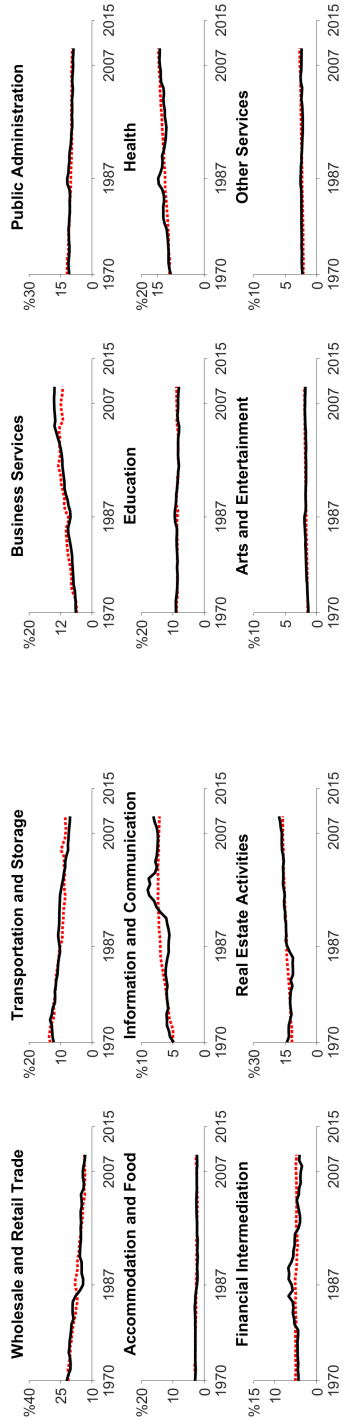 Wholesale and Retail Trade
%40
25
10
1970 1987 2007 2015
Transportation and Storage
%20
10
0
1970 1987 2007 2015
Business Services
%20
12
0
1970 1987 2007 2015
Public Administration
%30
15
0
1970 1987 2007 2015
Accommodation and Food
%20
10
0
1970 1987 2007 2015
Information and Communication
%10
5
0
1970 1987 2007 2015
Education
%20
10
0
1970 1987 2007 2015
Health
%20
15
0
1970 1987 2007 2015
Financial Intermediation
%15
5
0
1970 1987 2007 2015
Real Estate Activities
%30
15
0
1970 1987 2007 2015
Arts and Entertainment
%10
5
0
1970 1987 2007 2015
Other Services
%10
5
0
1970 1987 2007 2015